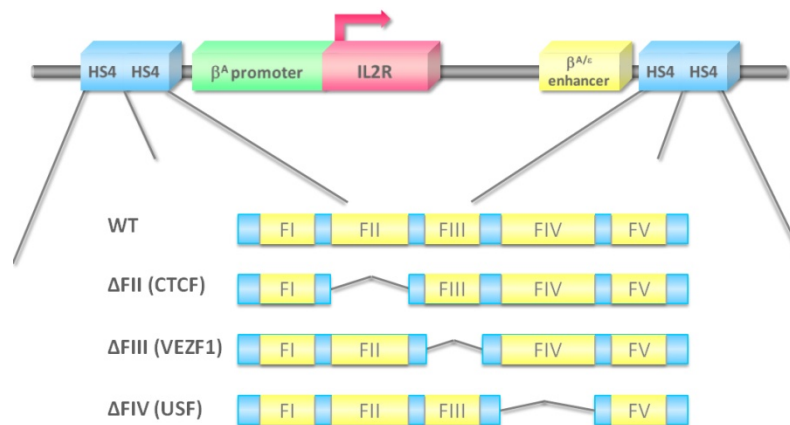 HS4 HS4 βᴬ promoter IL2R β^A/ε enhancer HS4 HS4
WT FI FII FIII FIV FV
ΔFII (CTCF) FI FIII FIV FV
ΔFIII (VEZF1) FI FII FIV FV
ΔFIV (USF) FI FII FIII FV